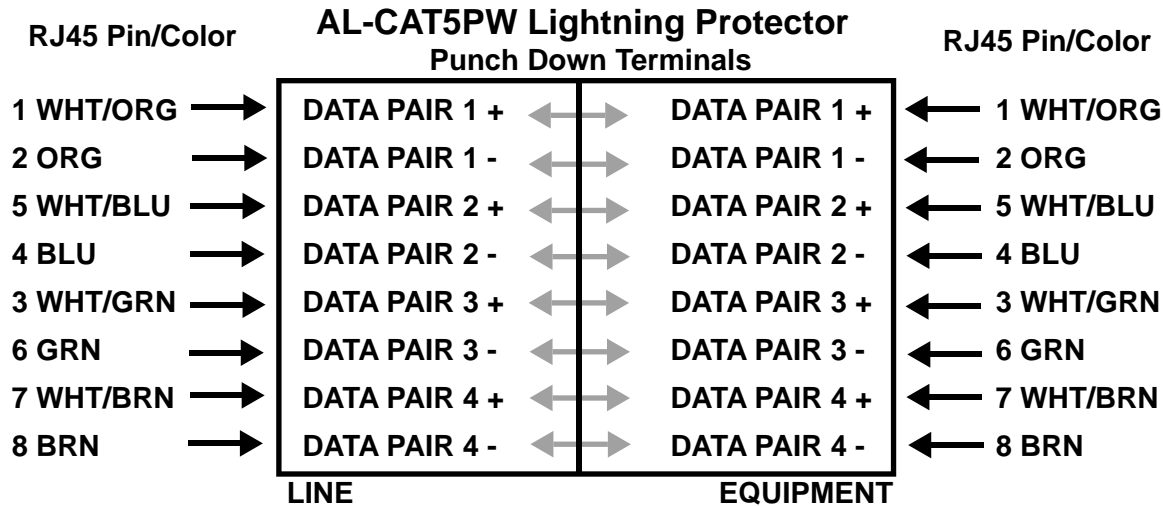 AL-CAT5PW Lightning Protector
RJ45 Pin/Color Punch Down Terminals RJ45 Pin/Color
1 WHT/ORG DATA PAIR 1 + DATA PAIR 1 + 1 WHT/ORG
2 ORG DATA PAIR 1 - DATA PAIR 1 - 2 ORG
5 WHT/BLU DATA PAIR 2 + DATA PAIR 2 + 5 WHT/BLU
4 BLU DATA PAIR 2 - DATA PAIR 2 - 4 BLU
3 WHT/GRN DATA PAIR 3 + DATA PAIR 3 + 3 WHT/GRN
6 GRN DATA PAIR 3 - DATA PAIR 3 - 6 GRN
7 WHT/BRN DATA PAIR 4 + DATA PAIR 4 + 7 WHT/BRN
8 BRN DATA PAIR 4 - DATA PAIR 4 - 8 BRN
LINE EQUIPMENT